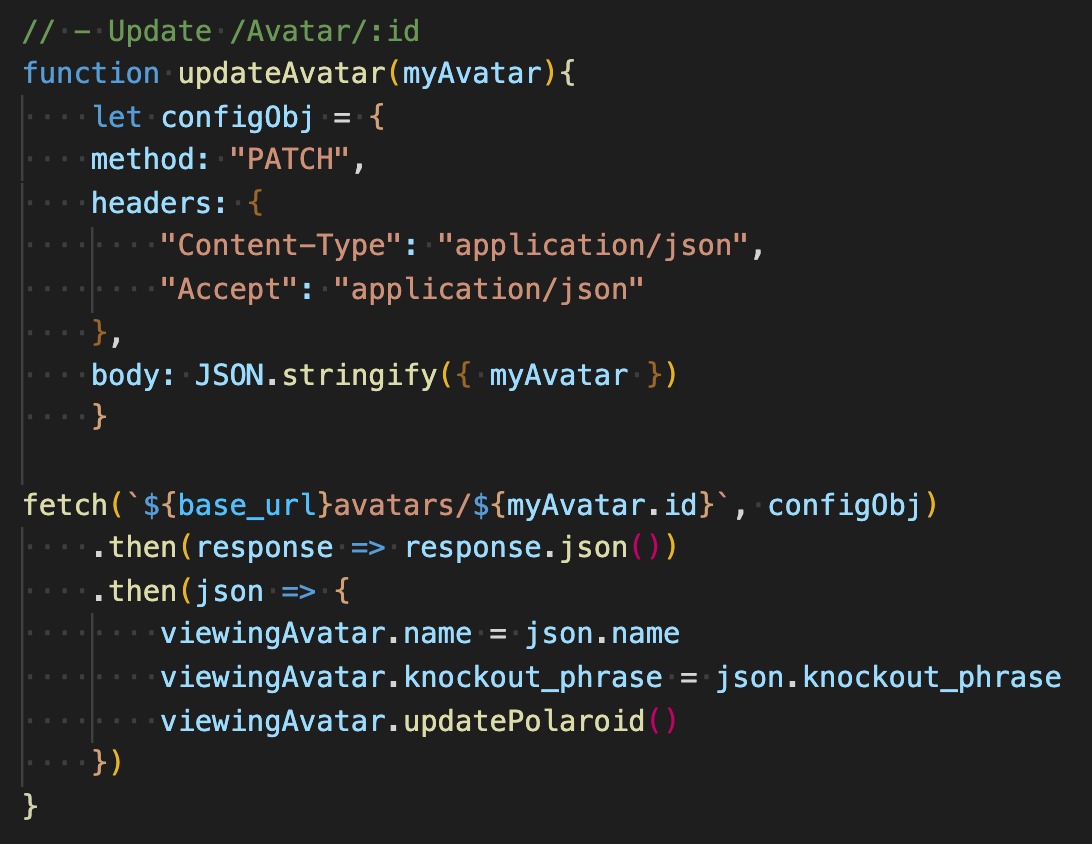 // - Update /Avatar/:id
function updateAvatar(myAvatar){
    let configObj = {
    method: "PATCH",
    headers: {
        "Content-Type": "application/json",
        "Accept": "application/json"
    },
    body: JSON.stringify({ myAvatar })
    }

fetch(`${base_url}avatars/${myAvatar.id}`, configObj)
    .then(response => response.json())
    .then(json => {
        viewingAvatar.name = json.name
        viewingAvatar.knockout_phrase = json.knockout_phrase
        viewingAvatar.updatePolaroid()
    })
}